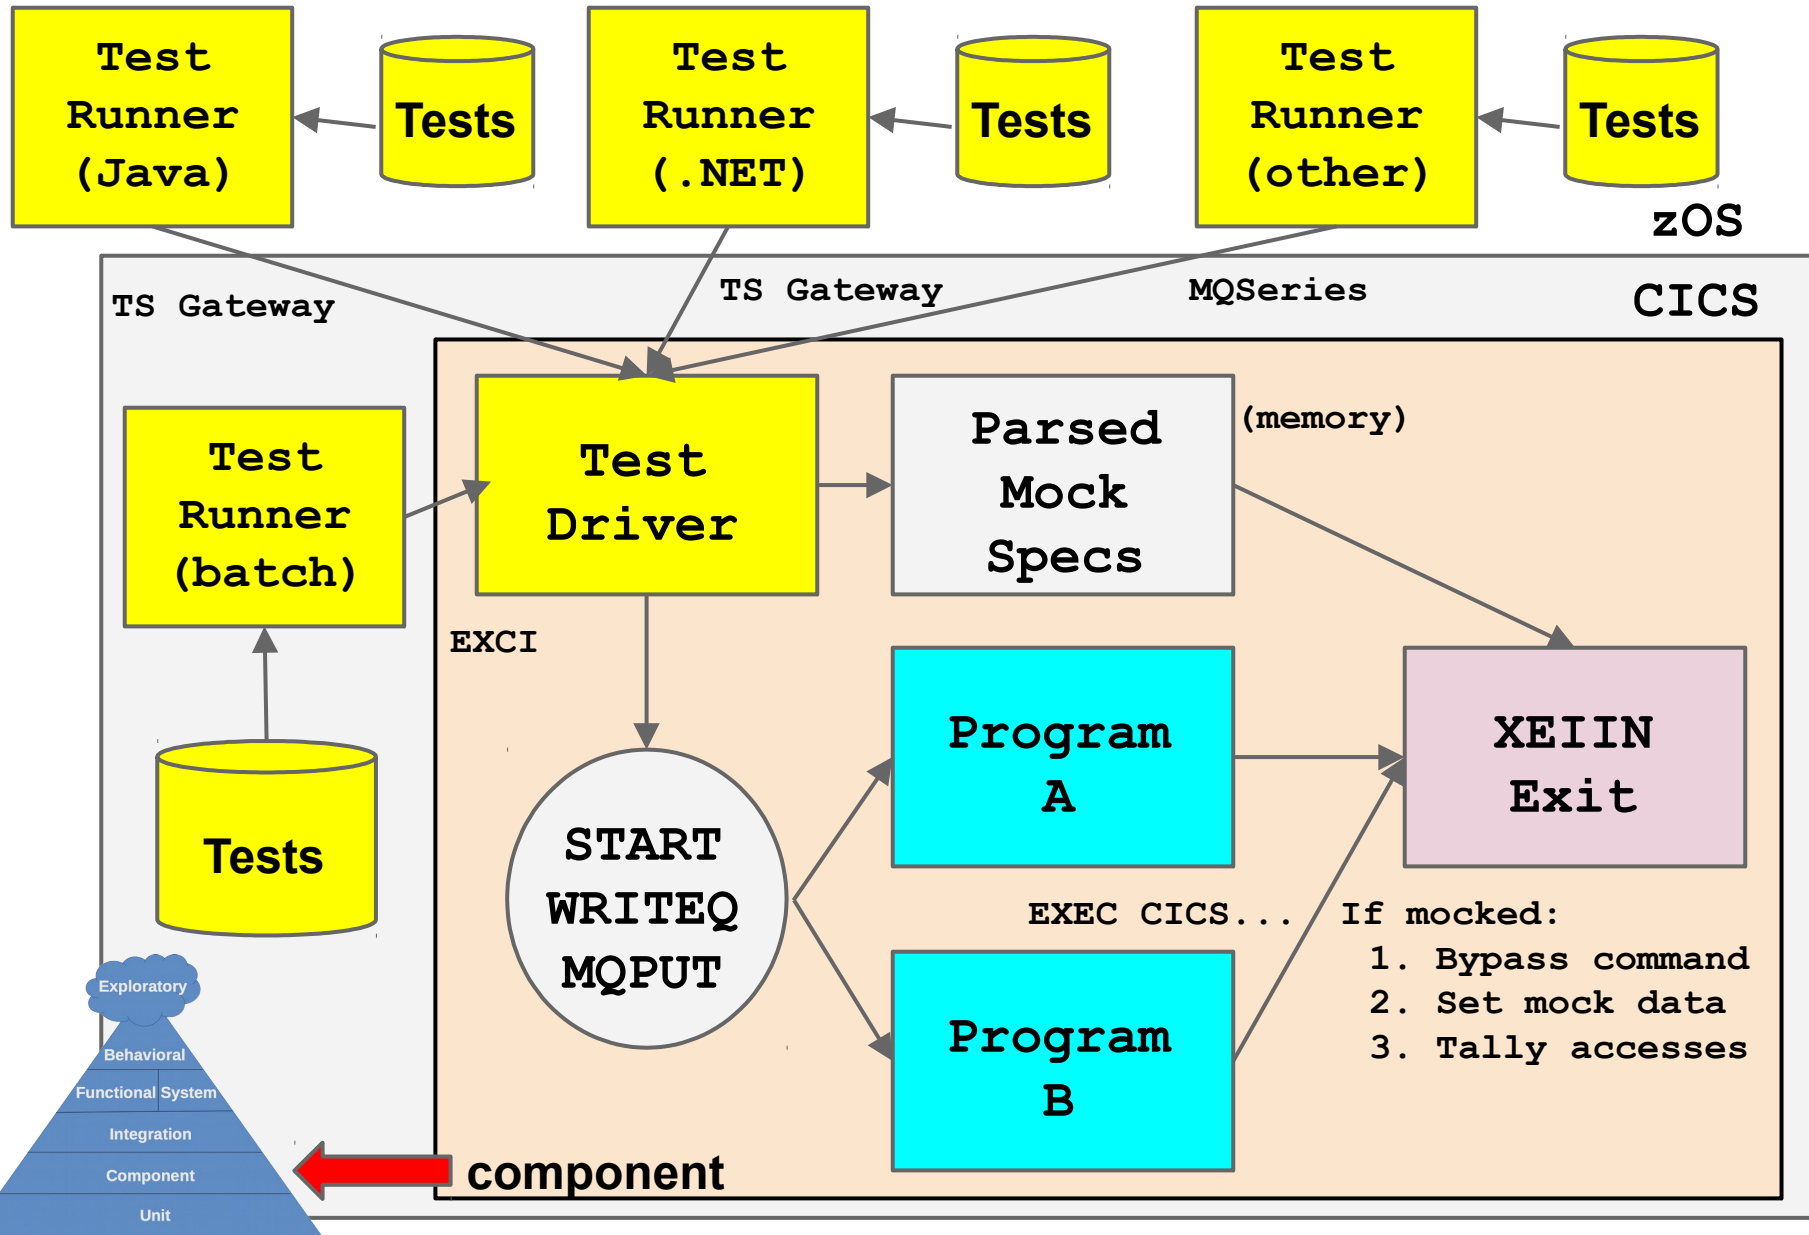 Test
Runner
(Java)
Tests
Test
Runner
(.NET)
Tests
Test
Runner
(other)
Tests
zOS
TS Gateway
TS Gateway
MQSeries
CICS
Test
Runner
(batch)
Test
Driver
Parsed
Mock
Specs
(memory)
EXCI
Tests
START
WRITEQ
MQPUT
Program
A
XEIIN
Exit
EXEC CICS...
If mocked:
1. Bypass command
2. Set mock data
3. Tally accesses
Program
B
Exploratory
Behavioral
Functional System
Integration
Component
Unit
component